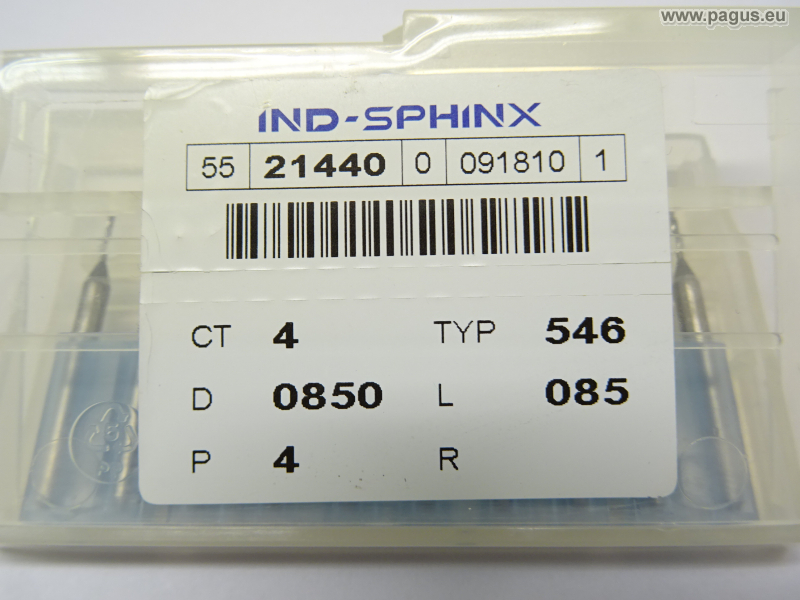 www.pagus.eu
IND-SPHINX
55 21440 0 091810 1
CT 4 TYP 546
D 0850 L 085
P 4 R